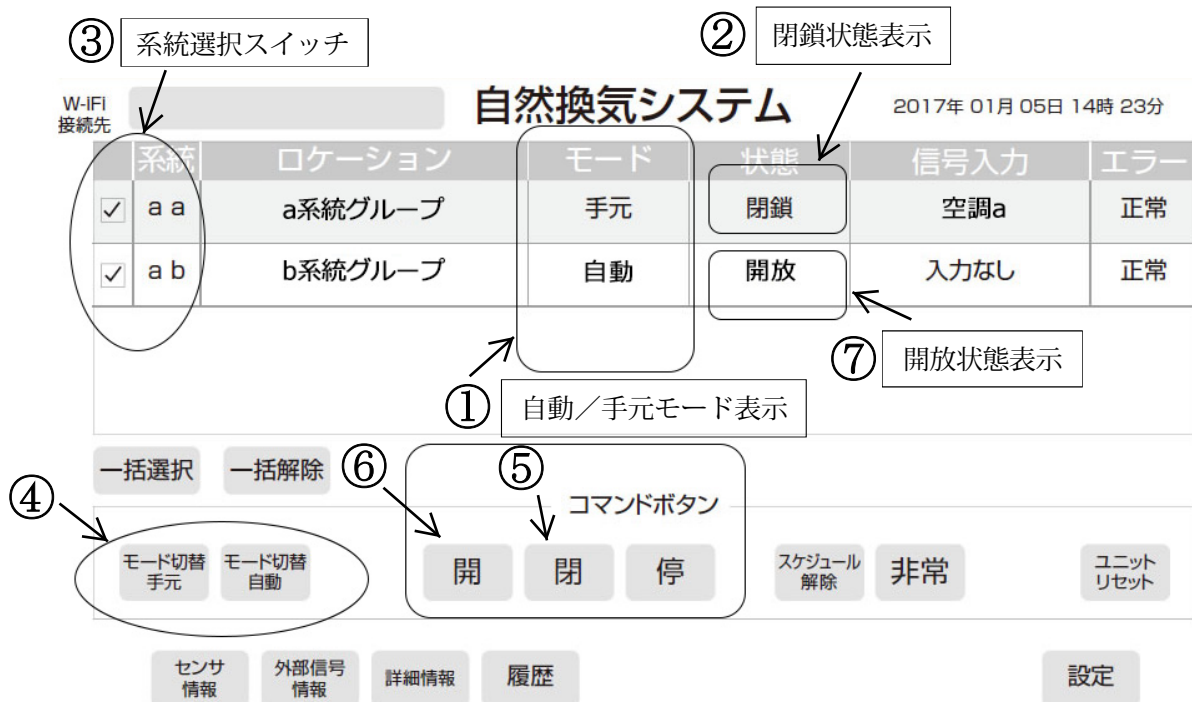 ③ 系統選択スイッチ
② 閉鎖状態表示
W-iFi
接続先
自然換気システム
2017年 01月 05日 14時 23分
系統 ロケーション モード 状態 信号入力 エラー
a a a系統グループ 手元 閉鎖 空調a 正常
a b b系統グループ 自動 開放 入力なし 正常
⑦ 開放状態表示
① 自動／手元モード表示
一括選択 一括解除 ⑥ ⑤
④
コマンドボタン
モード切替
手元
モード切替
自動
開 閉 停
スケジュール
解除
非常
ユニット
リセット
センサ
情報
外部信号
情報
詳細情報
履歴
設定